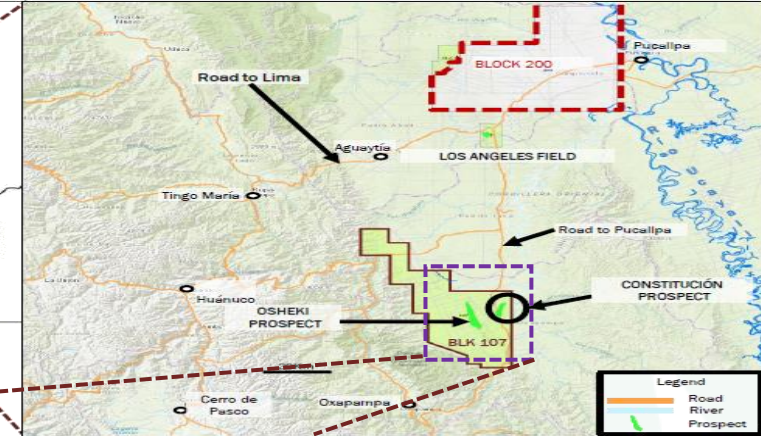 Pucallpa
BLOCK 200
Road to Lima
Aguaytía
LOS ANGELES FIELD
Tingo María
Road to Pucallpa
CONSTITUCIÓN
PROSPECT
Huánuco
OSHEKI
PROSPECT
BLK 107
Cerro de
Pasco
Oxapampa
Legend
Road
River
Prospect